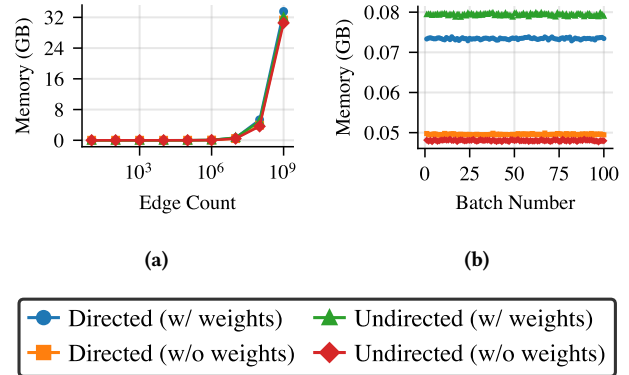 Memory (GB)
32
24
16
8
0
10^3
10^6
10^9
Edge Count
(a)
Memory (GB)
0.08
0.07
0.06
0.05
0
25
50
75
100
Batch Number
(b)
Directed (w/ weights)
Undirected (w/ weights)
Directed (w/o weights)
Undirected (w/o weights)